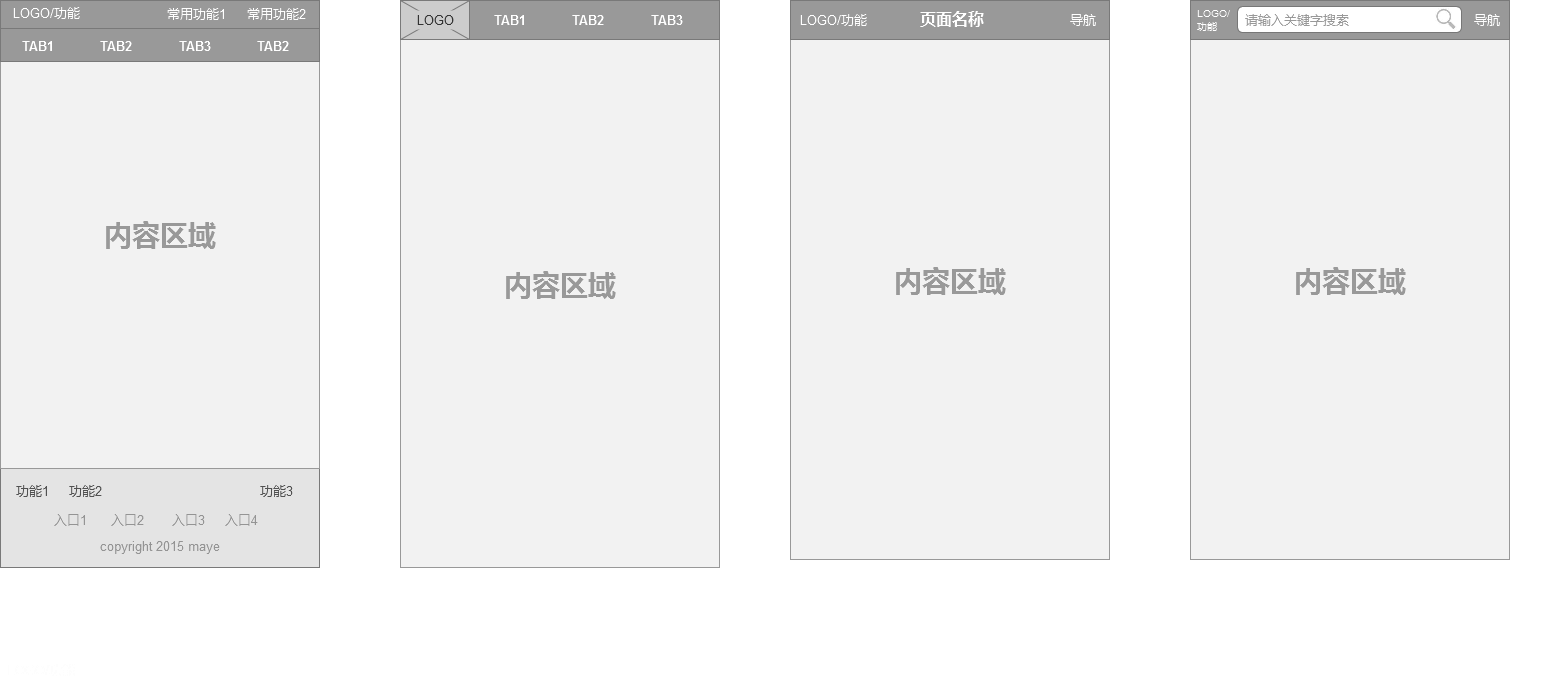 LOGO/功能 常用功能1 常用功能2
TAB1 TAB2 TAB3 TAB2
内容区域
功能1 功能2 功能3
入口1 入口2 入口3 入口4
copyright 2015 maye
LOGO TAB1 TAB2 TAB3
内容区域
LOGO/功能 页面名称 导航
内容区域
LOGO/
功能
请输入关键字搜索 导航
内容区域